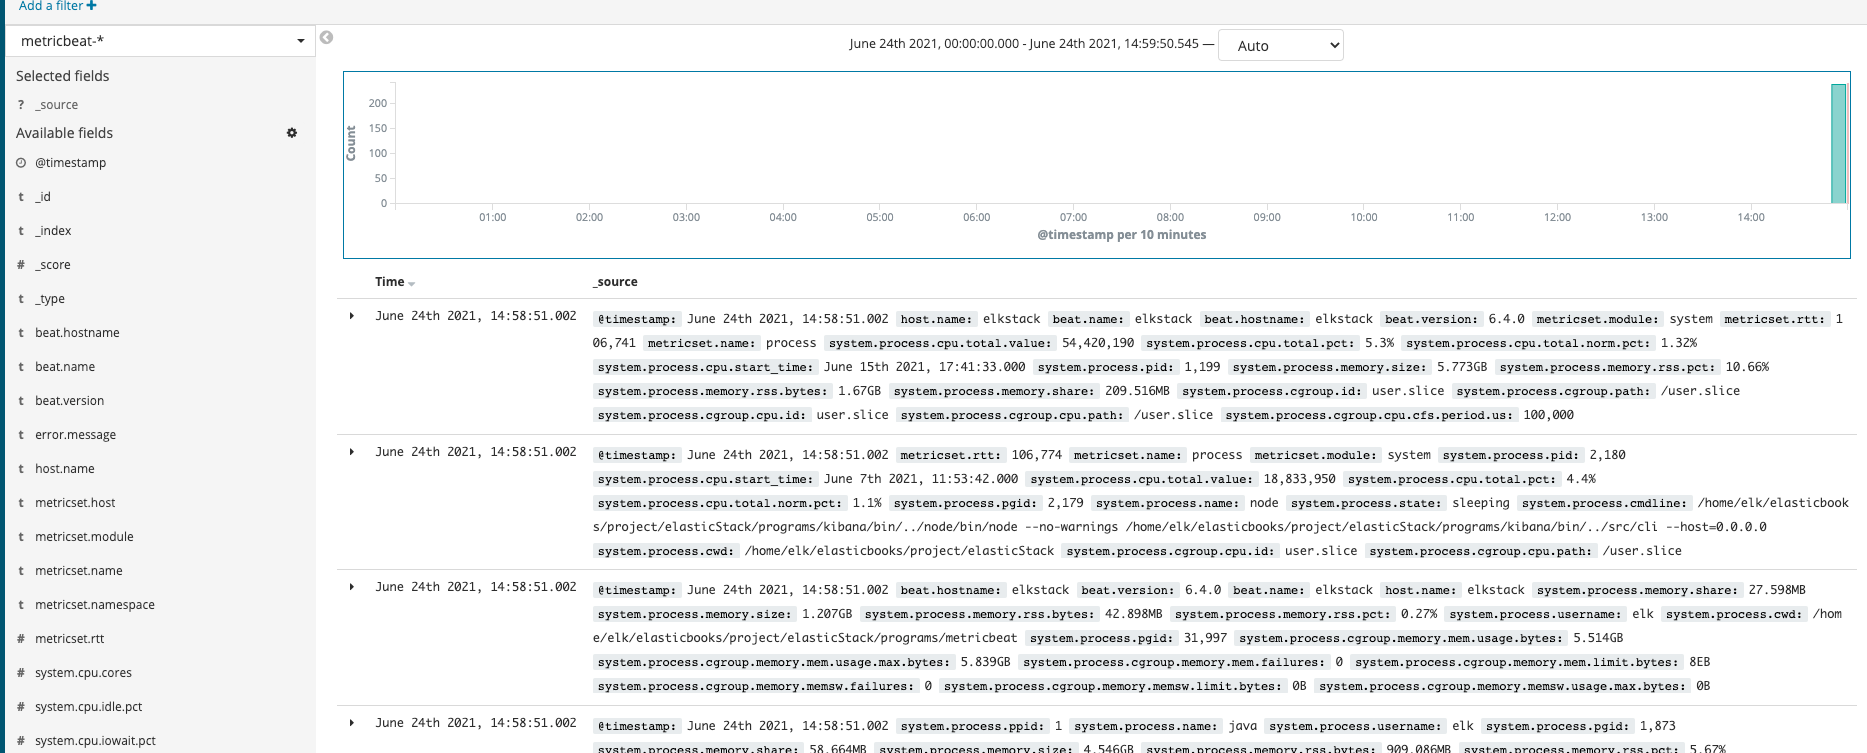 Add a filter +
metricbeat-*
June 24th 2021, 00:00:00.000 - June 24th 2021, 14:59:50.545 — Auto
Selected fields
? _source
Available fields
@timestamp
t _id
t _index
# _score
t _type
t beat.hostname
t beat.name
t beat.version
t error.message
t host.name
t metricset.host
t metricset.module
t metricset.name
t metricset.namespace
# metricset.rtt
# system.cpu.cores
# system.cpu.idle.pct
# system.cpu.iowait.pct
Count
200
150
100
50
0
01:00 02:00 03:00 04:00 05:00 06:00 07:00 08:00 09:00 10:00 11:00 12:00 13:00 14:00
@timestamp per 10 minutes
Time _source
June 24th 2021, 14:58:51.002 @timestamp: June 24th 2021, 14:58:51.002 host.name: elkstack beat.name: elkstack beat.hostname: elkstack beat.version: 6.4.0 metricset.module: system metricset.rtt: 1
06,741 metricset.name: process system.process.cpu.total.value: 54,420,190 system.process.cpu.total.pct: 5.3% system.process.cpu.total.norm.pct: 1.32%
system.process.cpu.start_time: June 15th 2021, 17:41:33.000 system.process.pid: 1,199 system.process.memory.size: 5.773GB system.process.memory.rss.pct: 10.66%
system.process.memory.rss.bytes: 1.67GB system.process.memory.share: 209.516MB system.process.cgroup.id: user.slice system.process.cgroup.path: /user.slice
system.process.cgroup.cpu.id: user.slice system.process.cgroup.cpu.path: /user.slice system.process.cgroup.cpu.cfs.period.us: 100,000
June 24th 2021, 14:58:51.002 @timestamp: June 24th 2021, 14:58:51.002 metricset.rtt: 106,774 metricset.name: process metricset.module: system system.process.pid: 2,180
system.process.cpu.start_time: June 7th 2021, 11:53:42.000 system.process.cpu.total.value: 18,833,950 system.process.cpu.total.pct: 4.4%
system.process.cpu.total.norm.pct: 1.1% system.process.pgid: 2,179 system.process.name: node system.process.state: sleeping system.process.cmdline: /home/elk/elasticbook
s/project/elasticStack/programs/kibana/bin/../node/bin/node --no-warnings /home/elk/elasticbooks/project/elasticStack/programs/kibana/bin/../src/cli --host=0.0.0.0
system.process.cwd: /home/elk/elasticbooks/project/elasticStack system.process.cgroup.cpu.id: user.slice system.process.cgroup.cpu.path: /user.slice
June 24th 2021, 14:58:51.002 @timestamp: June 24th 2021, 14:58:51.002 beat.hostname: elkstack beat.version: 6.4.0 beat.name: elkstack host.name: elkstack system.process.memory.share: 27.598MB
system.process.memory.size: 1.207GB system.process.memory.rss.bytes: 42.898MB system.process.memory.rss.pct: 0.27% system.process.username: elk system.process.cwd: /hom
e/elk/elasticbooks/project/elasticStack/programs/metricbeat system.process.pgid: 31,997 system.process.cgroup.memory.mem.usage.bytes: 5.514GB
system.process.cgroup.memory.mem.usage.max.bytes: 5.839GB system.process.cgroup.memory.mem.failures: 0 system.process.cgroup.memory.mem.limit.bytes: 8EB
system.process.cgroup.memory.memsw.failures: 0 system.process.cgroup.memory.memsw.limit.bytes: 0B system.process.cgroup.memory.memsw.usage.max.bytes: 0B
June 24th 2021, 14:58:51.002 @timestamp: June 24th 2021, 14:58:51.002 system.process.ppid: 1 system.process.name: java system.process.username: elk system.process.pgid: 1,873
system.process.memory.share: 58.664MB system.process.memory.size: 4.546GB system.process.memory.rss.bytes: 909.086MB system.process.memory.rss.pct: 5.67%